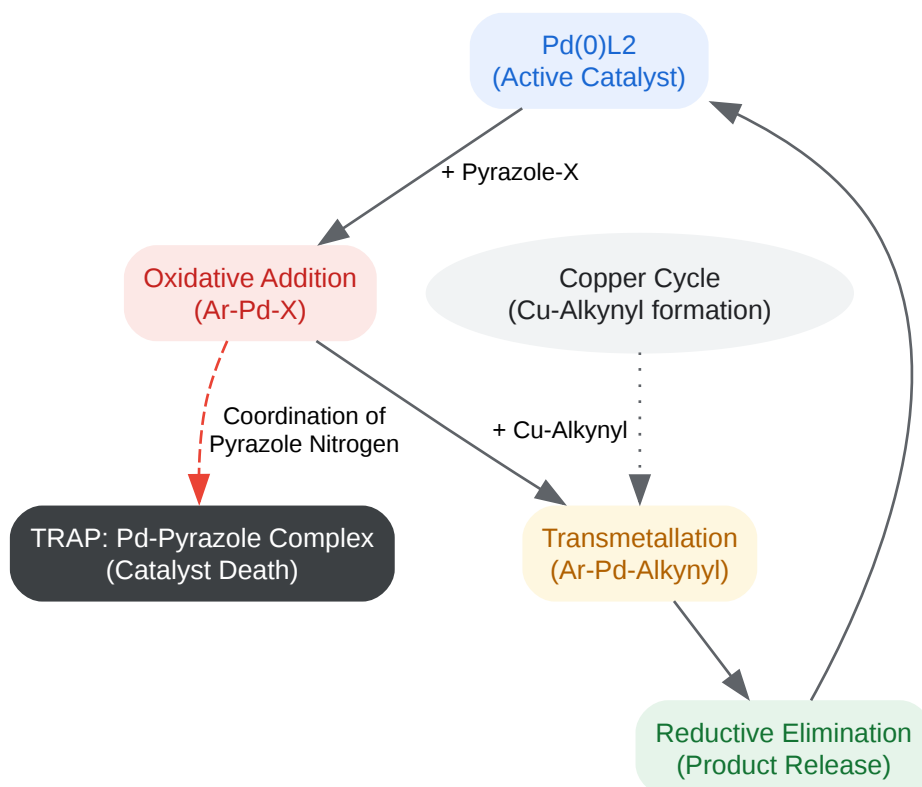 Pd(0)L2
(Active Catalyst)
+ Pyrazole-X
Oxidative Addition
(Ar-Pd-X)
Copper Cycle
(Cu-Alkynyl formation)
Coordination of
Pyrazole Nitrogen
+ Cu-Alkynyl
TRAP: Pd-Pyrazole Complex
(Catalyst Death)
Transmetallation
(Ar-Pd-Alkynyl)
Reductive Elimination
(Product Release)